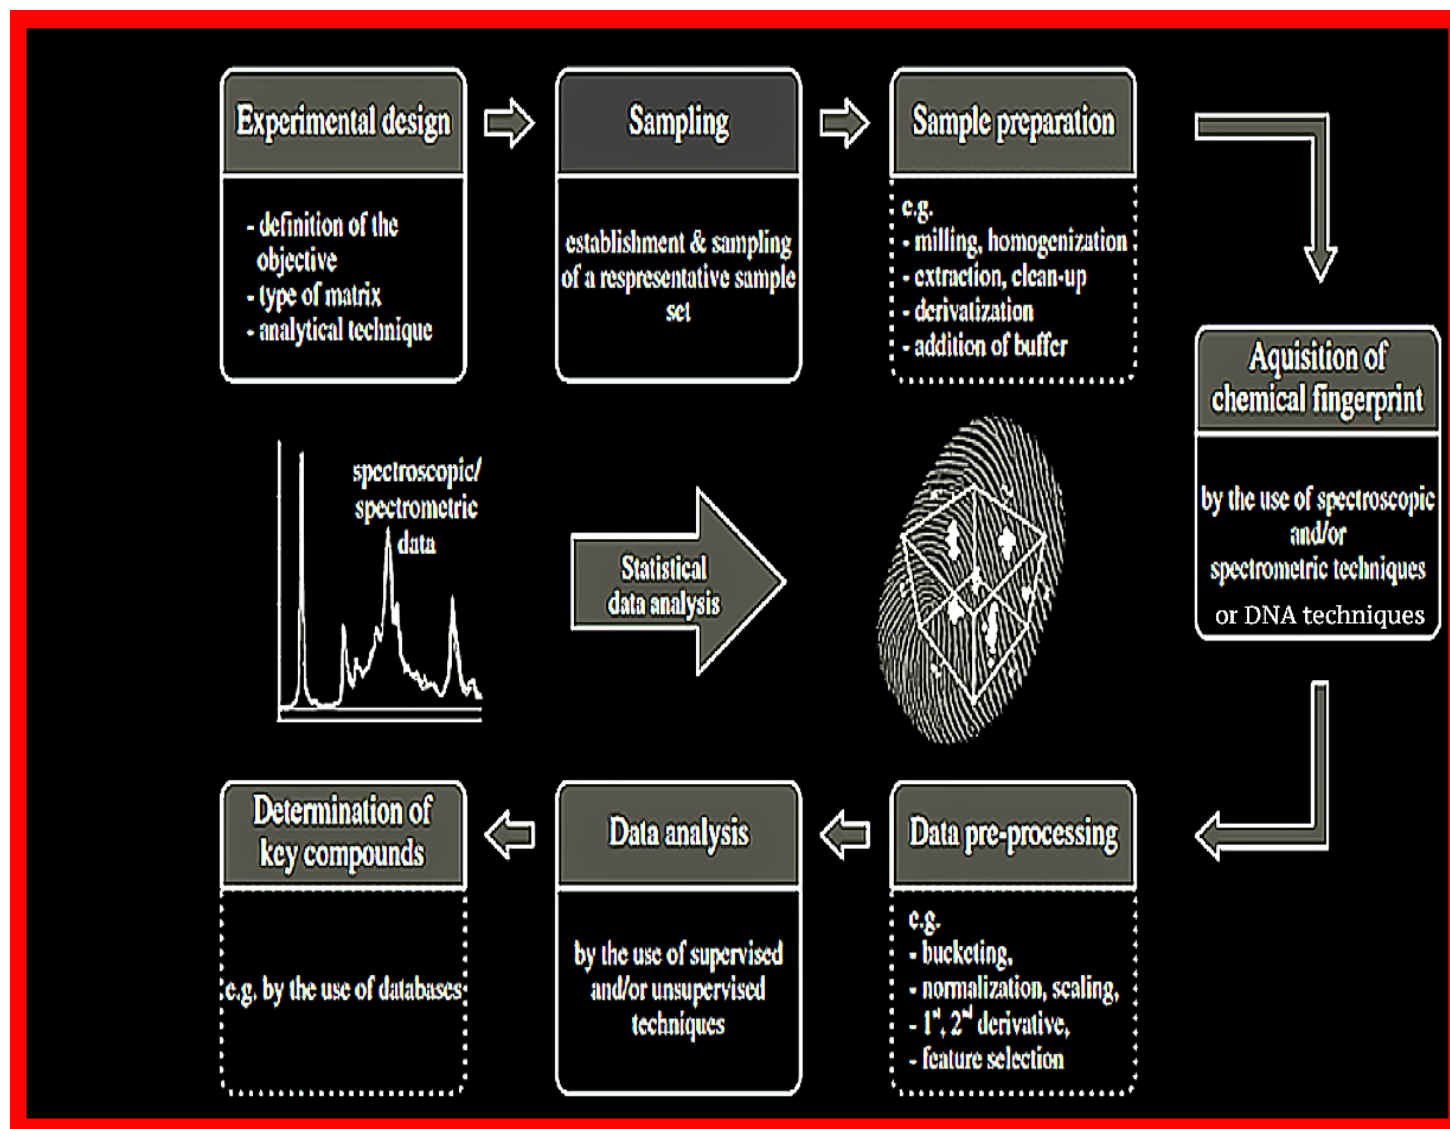 Experimental design
- definition of the
objective
- type of matrix
- analytical technique
Sampling
establishment & sampling
of a respresentative sample
set
Sample preparation
e.g.
- milling, homogenization
- extraction, clean-up
- derivatization
- addition of buffer
Aquisition of
chemical fingerprint
by the use of spectroscopic
and/or
spectrometric techniques
or DNA techniques
spectroscopic/
spectrometric
data
Statistical
data analysis
Data pre-processing
e.g.
- bucketing,
- normalization, scaling,
- 1st, 2nd derivative,
- feature selection
Data analysis
by the use of supervised
and/or unsupervised
techniques
Determination of
key compounds
e.g. by the use of databases